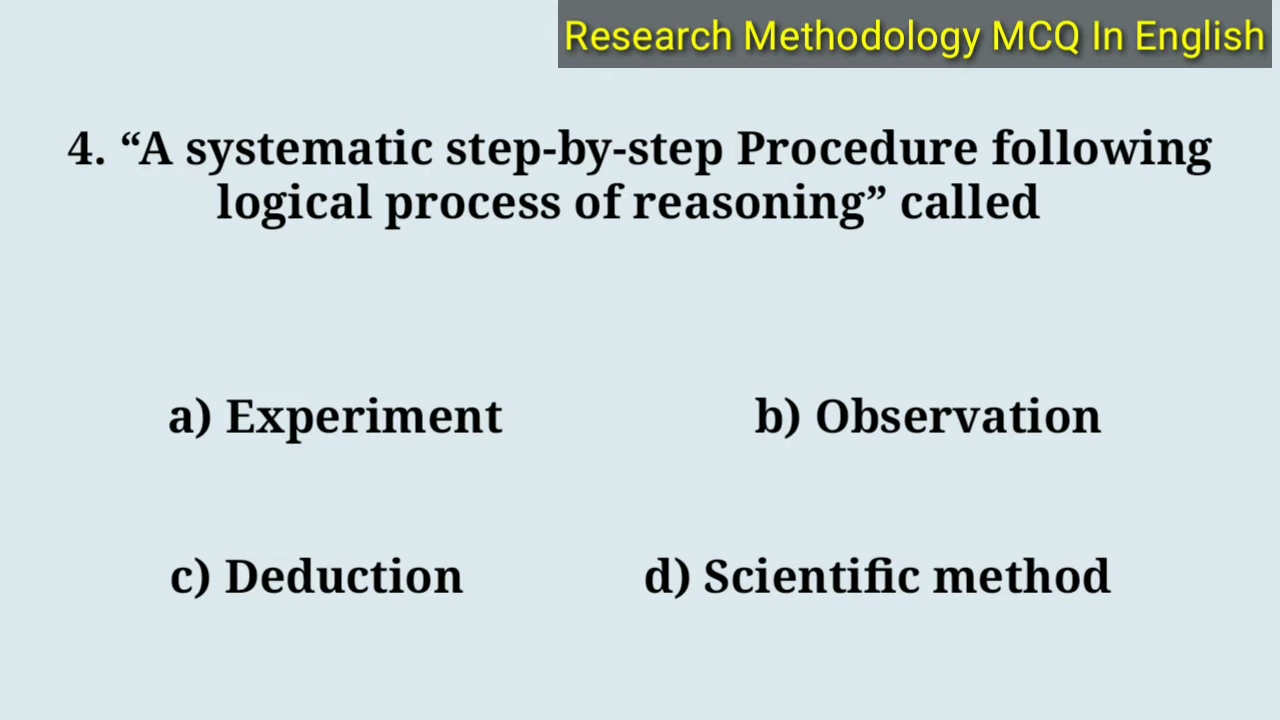 Research Methodology MCQ In English
4. “A systematic step-by-step Procedure following
logical process of reasoning” called
a) Experiment
b) Observation
c) Deduction
d) Scientific method